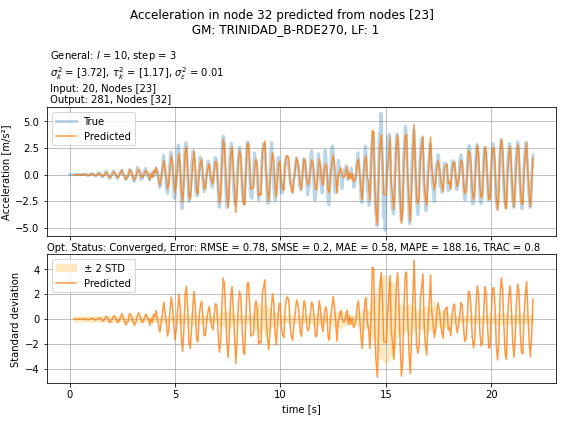 Acceleration in node 32 predicted from nodes [23]
GM: TRINIDAD_B-RDE270, LF: 1
General: l = 10, step = 3
σ²ₖ = [3.72], τ²ₖ = [1.17], σ²ε = 0.01
Input: 20, Nodes [23]
Output: 281, Nodes [32]
Acceleration [m/s²]
5.0
2.5
0.0
−2.5
−5.0
True
Predicted
Opt. Status: Converged, Error: RMSE = 0.78, SMSE = 0.2, MAE = 0.58, MAPE = 188.16, TRAC = 0.8
Standard deviation
4
2
0
−2
−4
± 2 STD
Predicted
0 5 10 15 20
time [s]